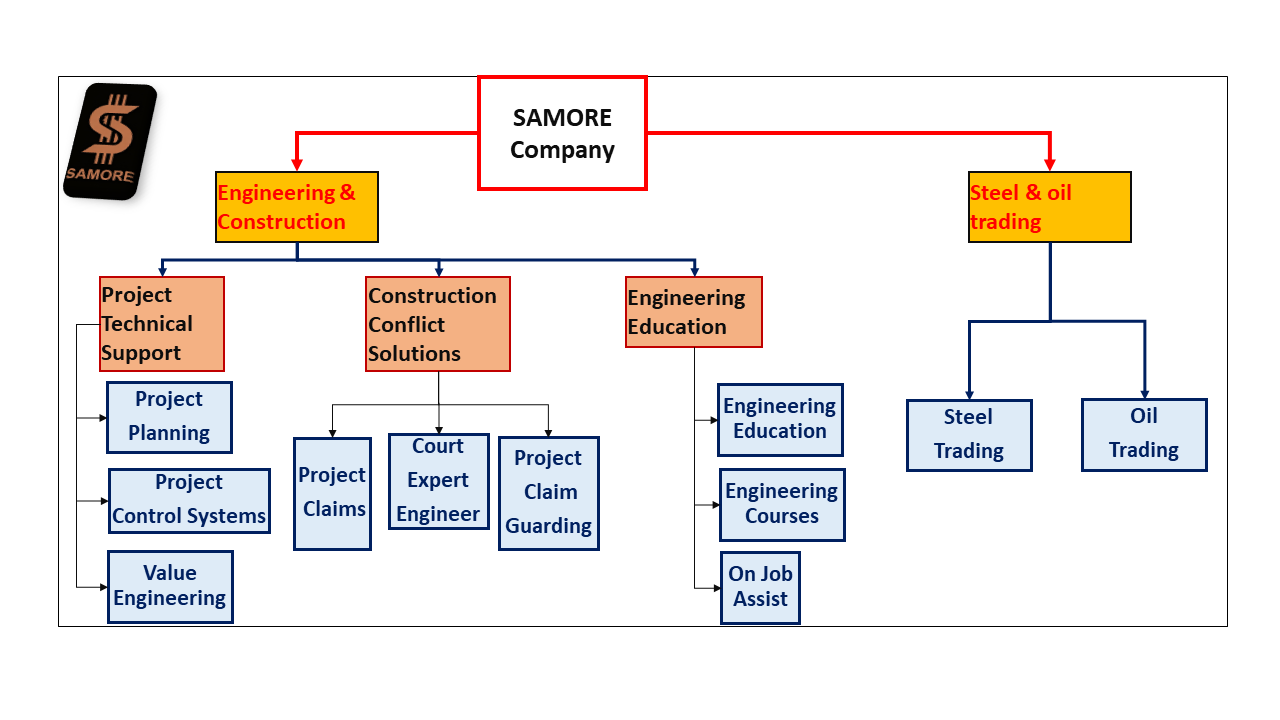 SAMORE
Company
SAMORE
Engineering &
Construction
Steel & oil
trading
Project
Technical
Support
Construction
Conflict
Solutions
Engineering
Education
Project
Planning
Project
Control Systems
Value
Engineering
Project
Claims
Court
Expert
Engineer
Project
Claim
Guarding
Engineering
Education
Engineering
Courses
On Job
Assist
Steel
Trading
Oil
Trading